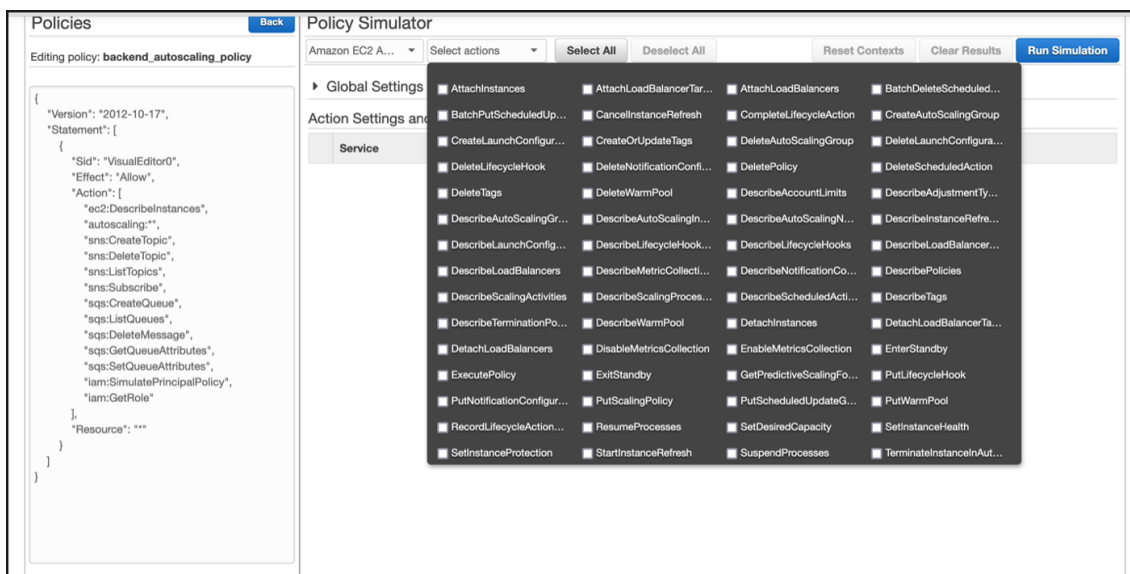 Policies
Back
Editing policy: backend_autoscaling_policy
{
"Version": "2012-10-17",
"Statement": [
{
"Sid": "VisualEditor0",
"Effect": "Allow",
"Action": [
"ec2:DescribeInstances",
"autoscaling:*",
"sns:CreateTopic",
"sns:DeleteTopic",
"sns:ListTopics",
"sns:Subscribe",
"sqs:CreateQueue",
"sqs:ListQueues",
"sqs:DeleteMessage",
"sqs:GetQueueAttributes",
"sqs:SetQueueAttributes",
"iam:SimulatePrincipalPolicy",
"iam:GetRole"
],
"Resource": "*"
}
]
}
Policy Simulator
Amazon EC2 A... Select actions Select All Deselect All Reset Contexts Clear Results Run Simulation
Global Settings
Action Settings and
Service
AttachInstances AttachLoadBalancerTar... AttachLoadBalancers BatchDeleteScheduled...
BatchPutScheduledUp... CancelInstanceRefresh CompleteLifecycleAction CreateAutoScalingGroup
CreateLaunchConfigur... CreateOrUpdateTags DeleteAutoScalingGroup DeleteLaunchConfigura...
DeleteLifecycleHook DeleteNotificationConfi... DeletePolicy DeleteScheduledAction
DeleteTags DeleteWarmPool DescribeAccountLimits DescribeAdjustmentTy...
DescribeAutoScalingGr... DescribeAutoScalingIn... DescribeAutoScalingN... DescribeInstanceRefre...
DescribeLaunchConfig... DescribeLifecycleHook... DescribeLifecycleHooks DescribeLoadBalancer...
DescribeLoadBalancers DescribeMetricCollecti... DescribeNotificationCo... DescribePolicies
DescribeScalingActivities DescribeScalingProces... DescribeScheduledActi... DescribeTags
DescribeTerminationPo... DescribeWarmPool DetachInstances DetachLoadBalancerTa...
DetachLoadBalancers DisableMetricsCollection EnableMetricsCollection EnterStandby
ExecutePolicy ExitStandby GetPredictiveScalingFo... PutLifecycleHook
PutNotificationConfigur... PutScalingPolicy PutScheduledUpdateG... PutWarmPool
RecordLifecycleAction... ResumeProcesses SetDesiredCapacity SetInstanceHealth
SetInstanceProtection StartInstanceRefresh SuspendProcesses TerminateInstanceInAut...